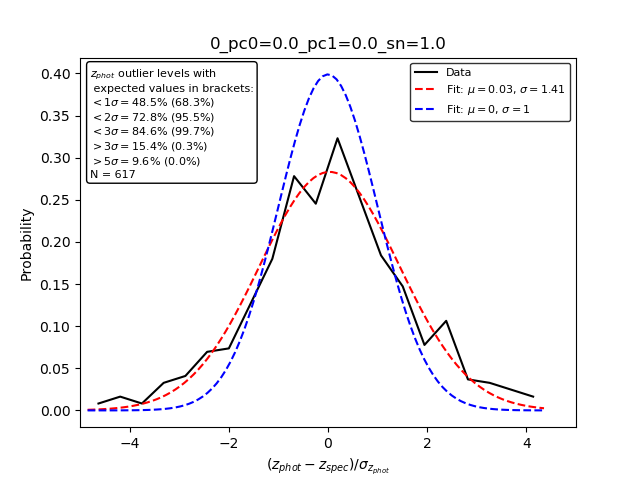 0_pc0=0.0_pc1=0.0_sn=1.0
z_phot outlier levels with
expected values in brackets:
<1σ = 48.5% (68.3%)
<2σ = 72.8% (95.5%)
<3σ = 84.6% (99.7%)
>3σ = 15.4% (0.3%)
>5σ = 9.6% (0.0%)
N = 617
Data
Fit: μ = 0.03, σ = 1.41
Fit: μ = 0, σ = 1
Probability
0.40
0.35
0.30
0.25
0.20
0.15
0.10
0.05
0.00
−4 −2 0 2 4
(z_phot − z_spec)/σ_z_phot